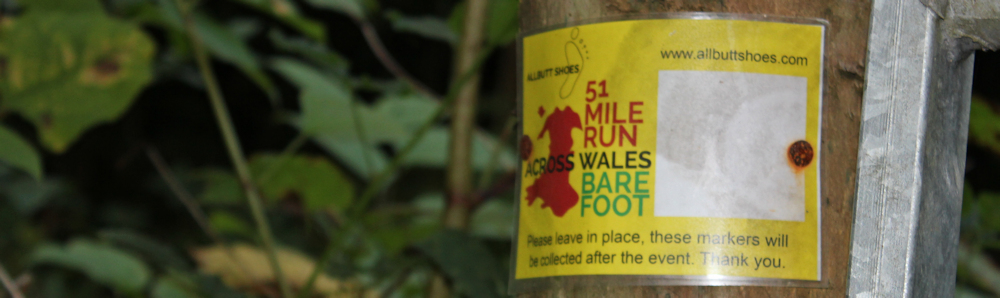 ALLBUTT SHOES
www.allbuttshoes.com
51
MILE
RUN
ACROSS WALES
BARE
FOOT
Please leave in place, these markers will
be collected after the event. Thank you.